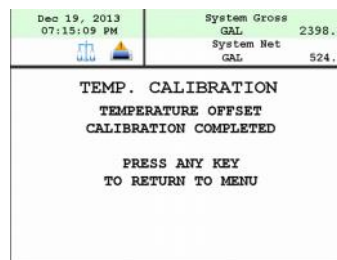 Dec 19, 2013
07:15:09 PM
System Gross
GAL 2398.
System Net
GAL 524.
TEMP. CALIBRATION
TEMPERATURE OFFSET
CALIBRATION COMPLETED
PRESS ANY KEY
TO RETURN TO MENU